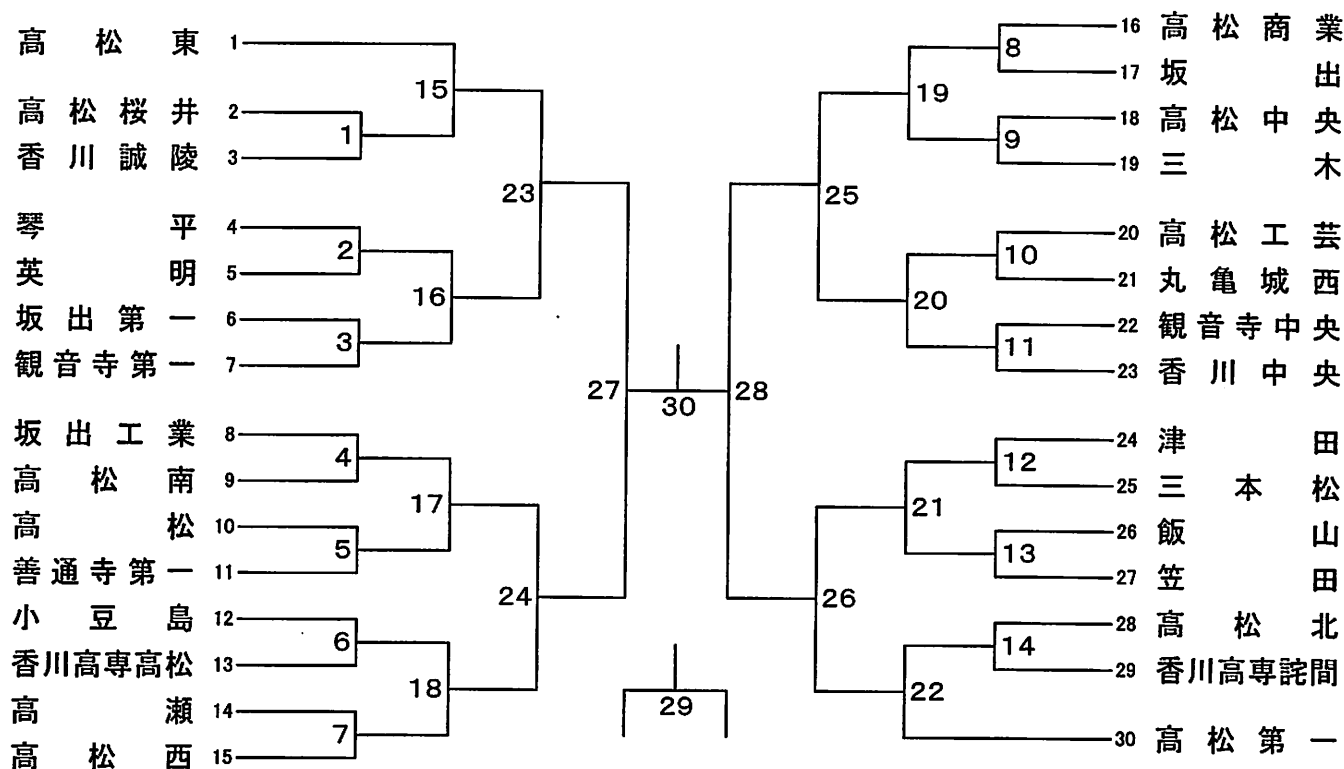 高松東 1
高松桜井 2
香川誠陵 3
琴平 4
英明 5
坂出第一 6
観音寺第一 7
坂出工業 8
高松南 9
高松 10
善通寺第一 11
小豆島 12
香川高専高松 13
高瀬 14
高松西 15
1
2
3
4
5
6
7
15
16
17
18
23
24
27
30
29
28
25
26
19
20
21
22
8
9
10
11
12
13
14
16 高松商業
17 坂出
18 高松中央
19 三木
20 高松工芸
21 丸亀城西
22 観音寺中央
23 香川中央
24 津田
25 三本松
26 飯山
27 笠田
28 高松北
29 香川高専詫間
30 高松第一